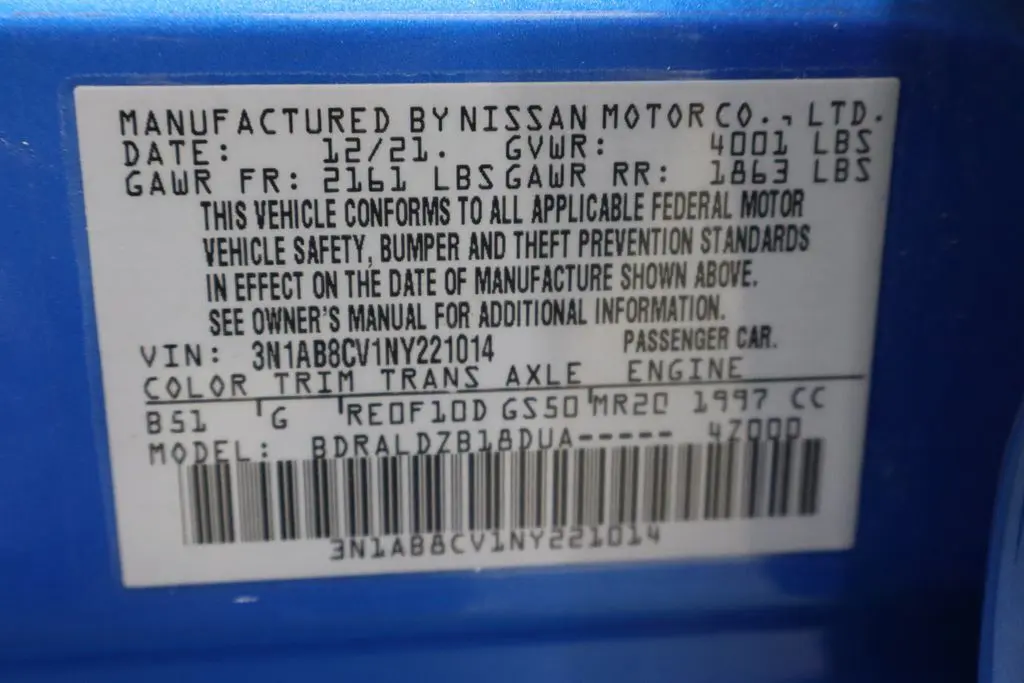 MANUFACTURED BY NISSAN MOTOR CO., LTD.
DATE: 12/21. GVWR: 4001 LBS
GAWR FR: 2161 LBS GAWR RR: 1863 LBS
THIS VEHICLE CONFORMS TO ALL APPLICABLE FEDERAL MOTOR
VEHICLE SAFETY, BUMPER AND THEFT PREVENTION STANDARDS
IN EFFECT ON THE DATE OF MANUFACTURE SHOWN ABOVE.
SEE OWNER'S MANUAL FOR ADDITIONAL INFORMATION.
VIN: 3N1AB8CV1NY221014 PASSENGER CAR.
COLOR TRIM TRANS AXLE ENGINE
B51 G RE0F10D GS50 MR20 1997 CC
MODEL: BDRALDZB18DUA----- 4Z000
3N1AB8CV1NY221014